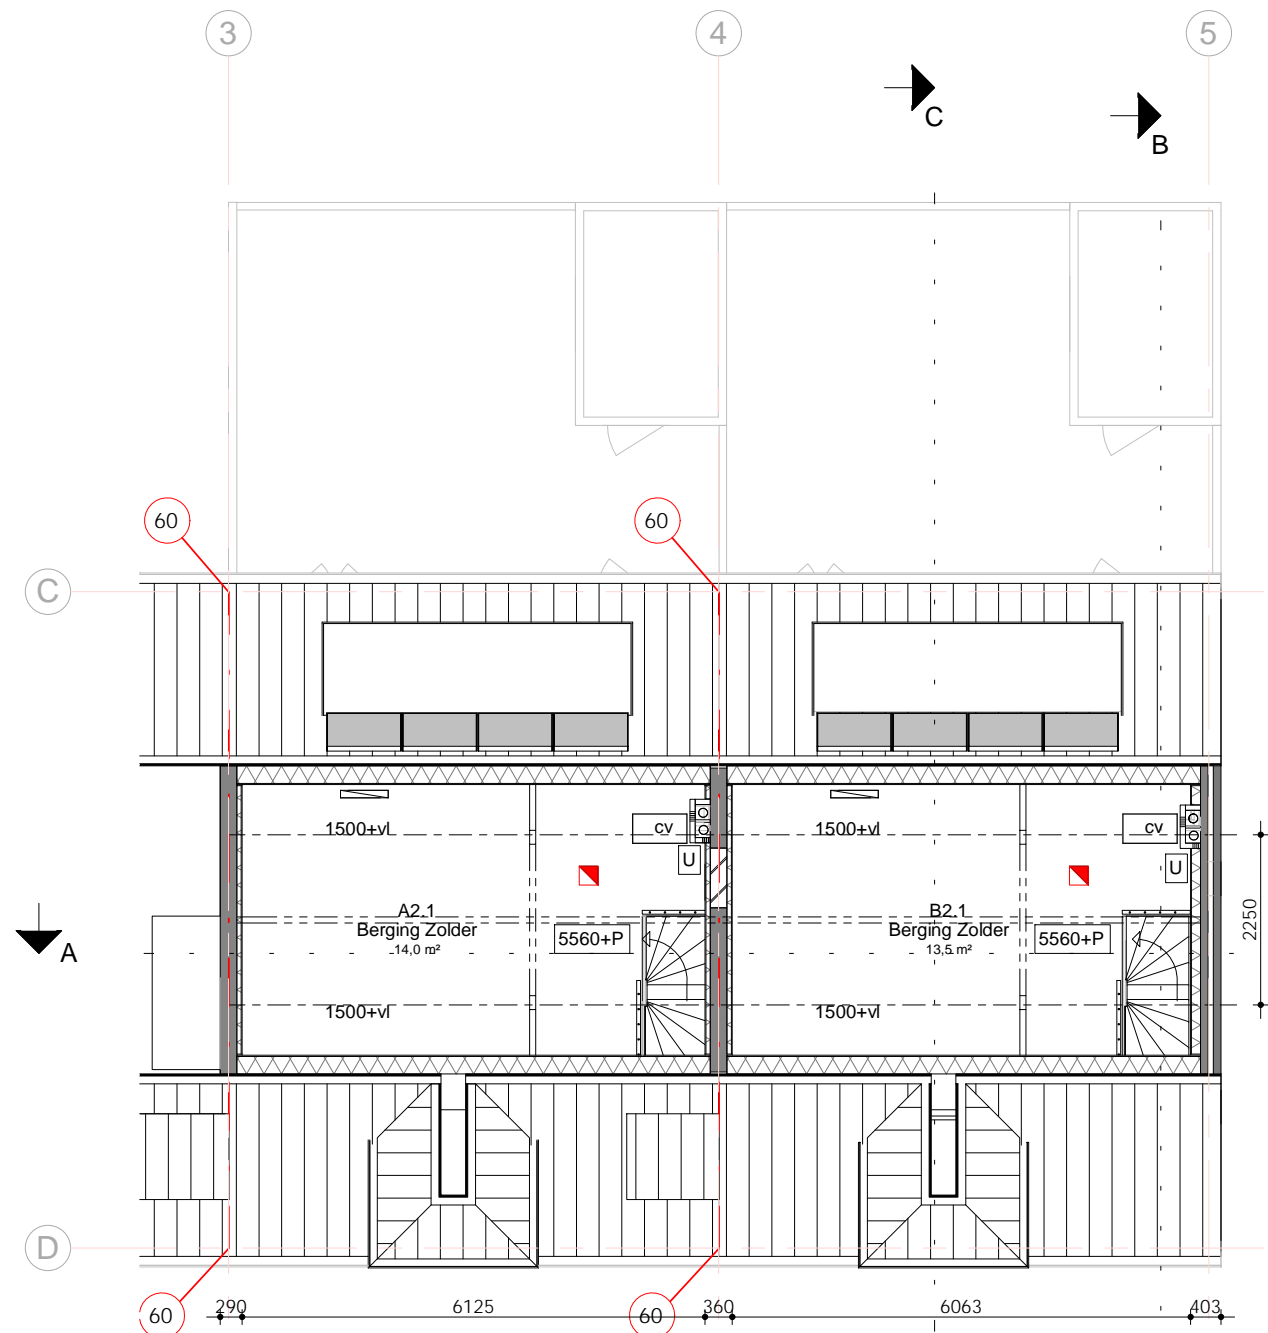 3
4
5
C
B
60
60
C
1500+vl
cv
1500+vl
cv
U
U
A2.1
Berging Zolder
14,0 m²
5560+P
B2.1
Berging Zolder
13,5 m²
5560+P
2250
A
1500+vl
1500+vl
D
60
60
290
6125
360
6063
403